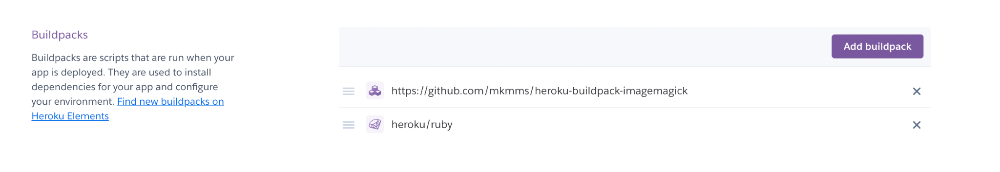 Buildpacks
Buildpacks are scripts that are run when your
app is deployed. They are used to install
dependencies for your app and configure
your environment. Find new buildpacks on
Heroku Elements
Add buildpack
https://github.com/mkmms/heroku-buildpack-imagemagick
heroku/ruby